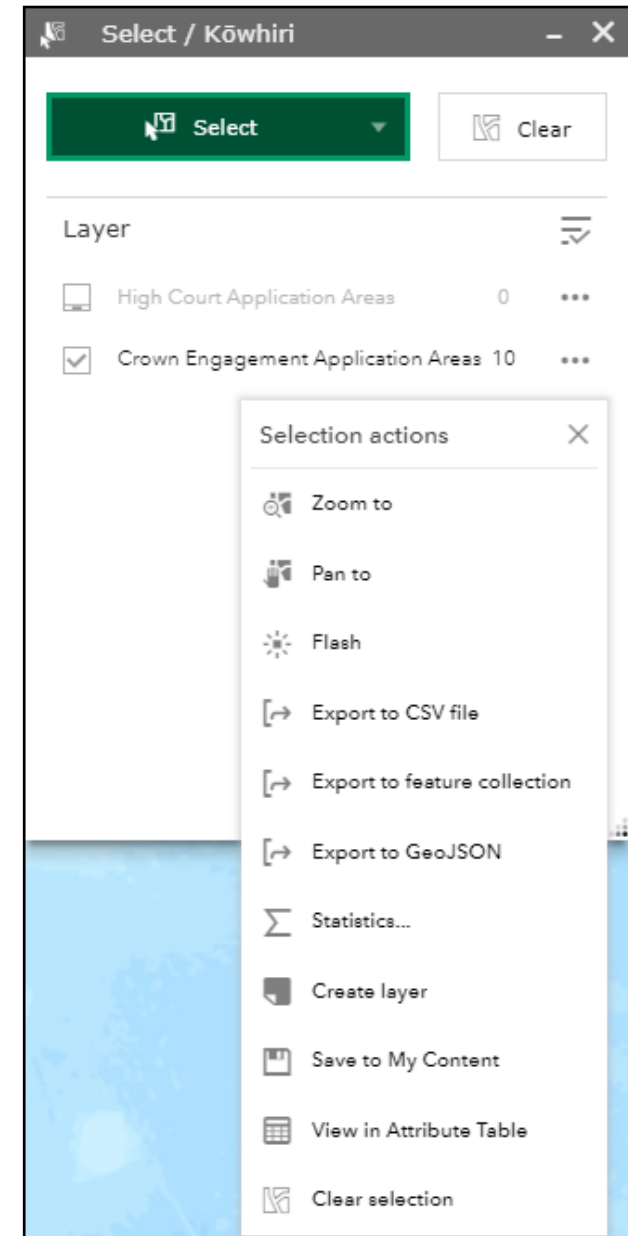 Select / Kōwhiri
Select
Clear
Layer
High Court Application Areas 0
Crown Engagement Application Areas 10
Selection actions
Zoom to
Pan to
Flash
Export to CSV file
Export to feature collection
Export to GeoJSON
Statistics...
Create layer
Save to My Content
View in Attribute Table
Clear selection